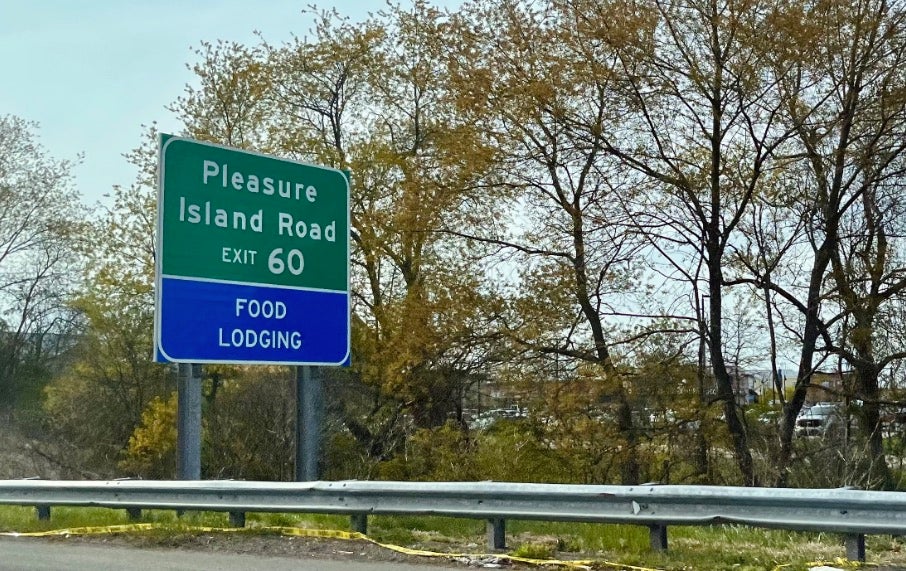 Pleasure
Island Road
EXIT 60
FOOD
LODGING